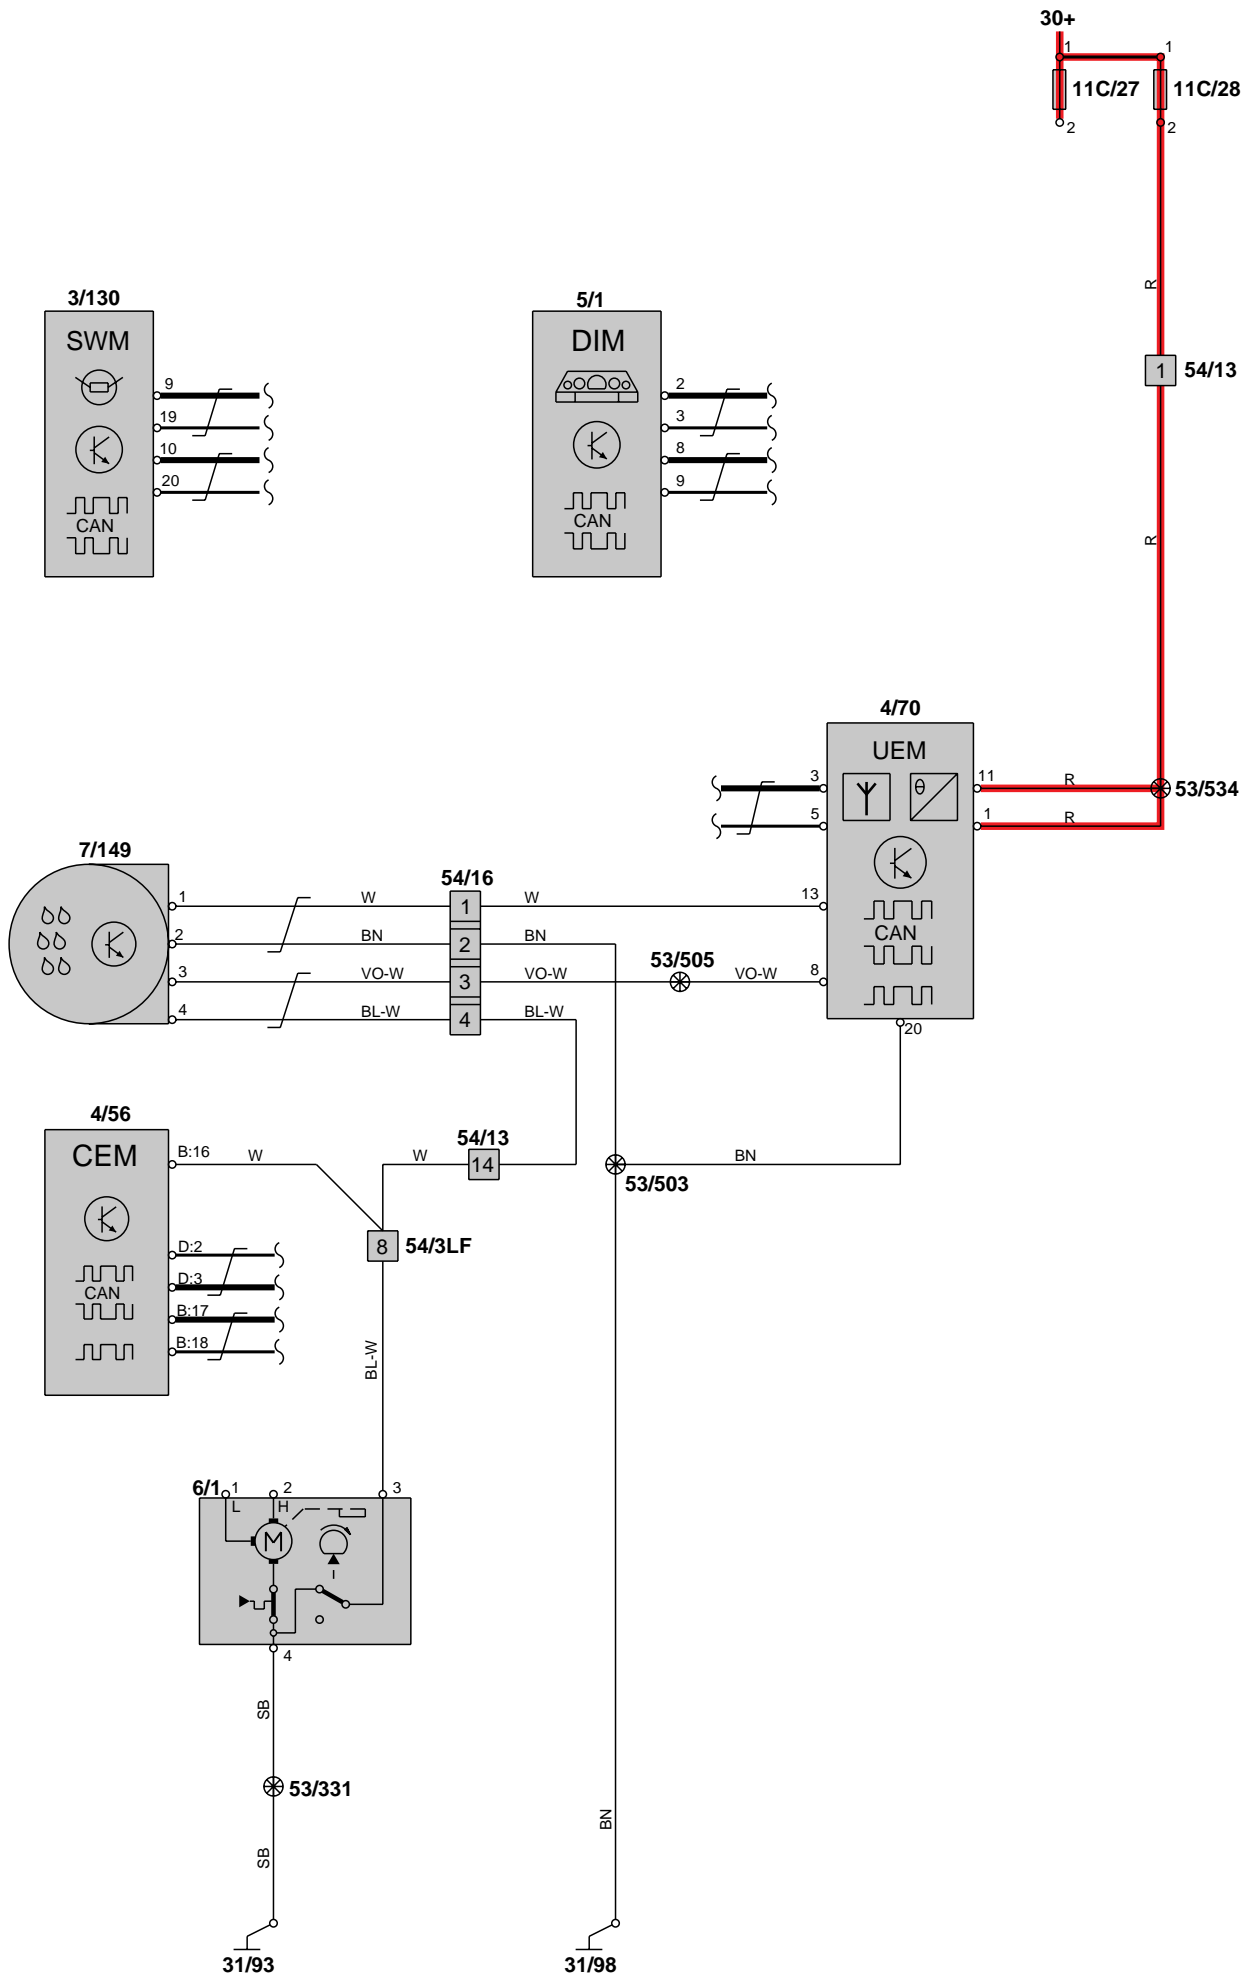 30+
1 1
11C/27 11C/28
2 2
R
3/130 5/1
SWM DIM
1 54/13
9 2
19 3
10 8
20 9
CAN CAN
R
4/70
UEM
3 θ 11 R
53/534
5 1 R
7/149
54/16
1 W 1 W 13
2 BN 2 BN CAN
53/505
3 VO-W 3 VO-W VO-W 8
4 BL-W 4 BL-W
20
4/56
54/13
CEM B:16 W W 14 BN
53/503
8 54/3LF
D:2
D:3
CAN
B:17
B:18
BL-W
6/1 1 2 3
L H
M
I
4
SB
53/331
BN
SB
31/93 31/98